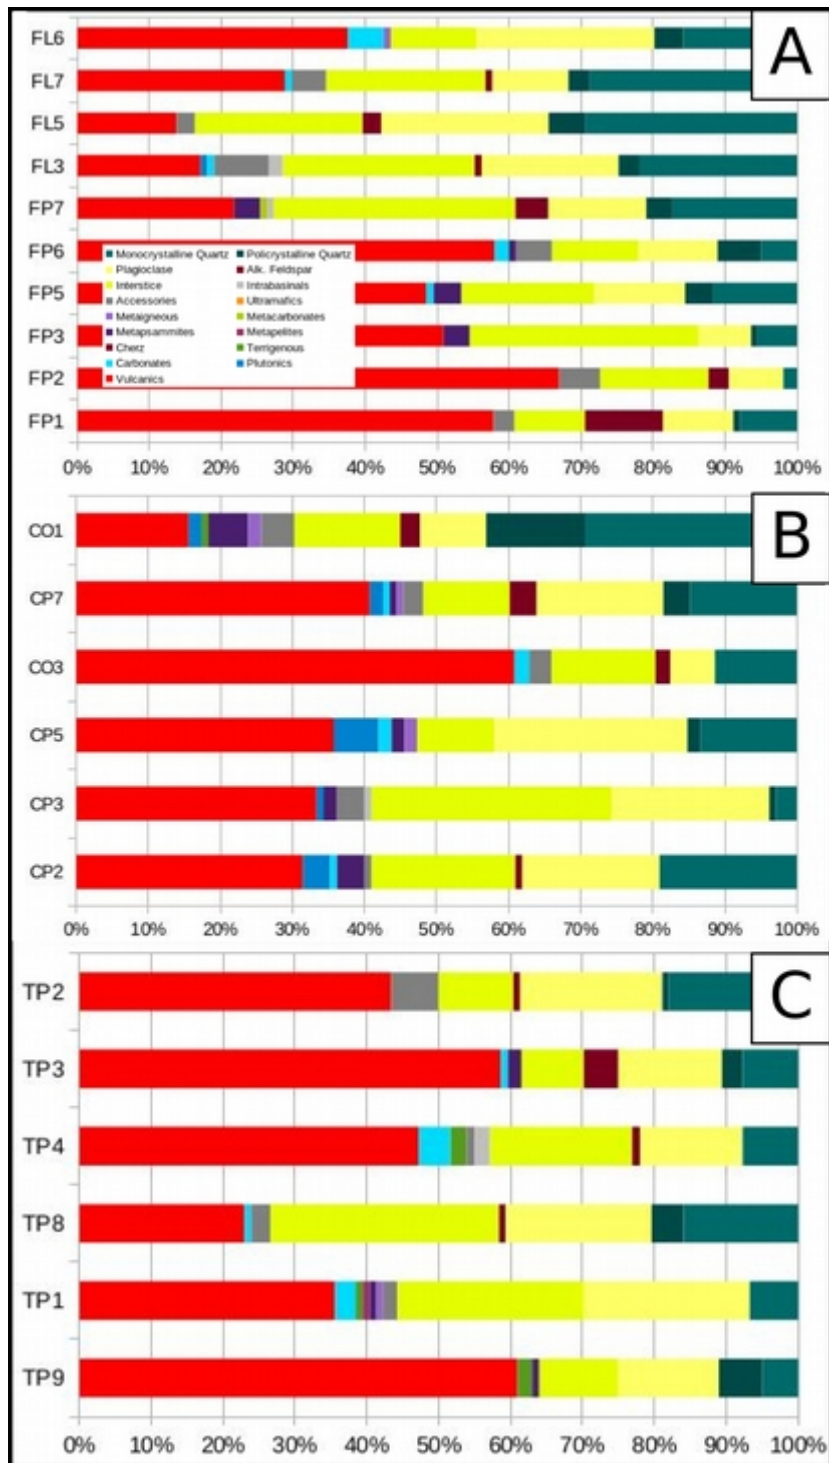 A
FL6
FL7
FL5
FL3
FP7
FP6
Monocrystalline Quartz Policrystalline Quartz
Plagioclase Alk. Feldspar
Interstice Intrabasinals
Accessories Ultramafics
Metaigneous Metacarbonates
Metapsammites Metapelites
Cherz Terrigenous
Carbonates Plutonics
Vulcanics
FP5
FP3
FP2
FP1
0% 10% 20% 30% 40% 50% 60% 70% 80% 90% 100%
B
CO1
CP7
CO3
CP5
CP3
CP2
0% 10% 20% 30% 40% 50% 60% 70% 80% 90% 100%
C
TP2
TP3
TP4
TP8
TP1
TP9
0% 10% 20% 30% 40% 50% 60% 70% 80% 90% 100%